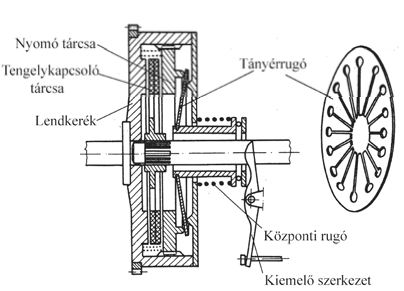 Nyomó tárcsa
Tengelykapcsoló
tárcsa
Lendkerék
Tányérrugó
Központi rugó
Kiemelő szerkezet